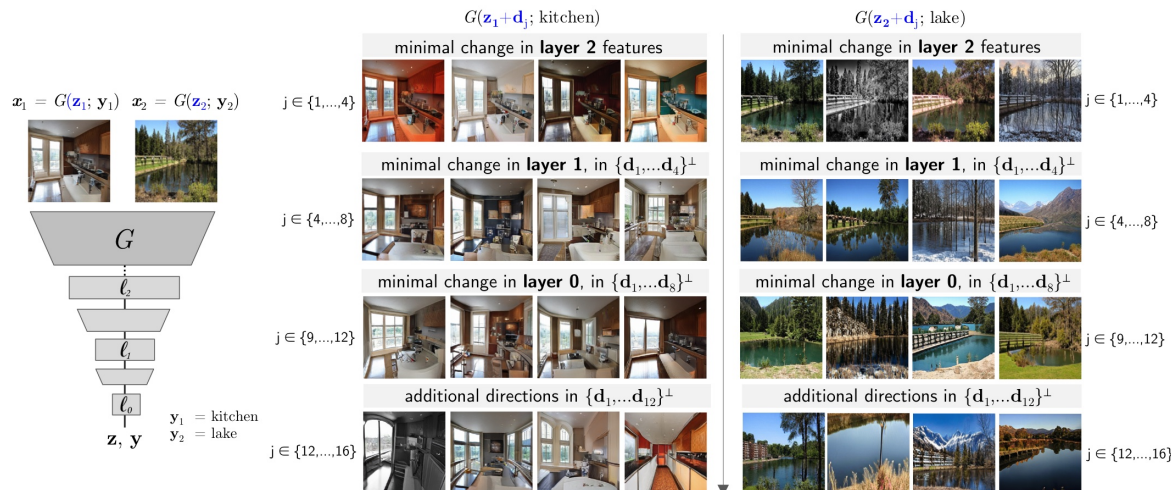 𝒙₁ = G(z₁; y₁) 𝒙₂ = G(z₂; y₂)
G
ℓ₂
ℓ₁
ℓ₀
z, y
y₁ = kitchen
y₂ = lake
G(z₁+dⱼ; kitchen)
minimal change in layer 2 features
j ∈ {1,...,4}
minimal change in layer 1, in {d₁,...d₄}⊥
j ∈ {4,...,8}
minimal change in layer 0, in {d₁,...d₈}⊥
j ∈ {9,...,12}
additional directions in {d₁,...d₁₂}⊥
j ∈ {12,...,16}
G(z₂+dⱼ; lake)
minimal change in layer 2 features
j ∈ {1,...,4}
minimal change in layer 1, in {d₁,...d₄}⊥
j ∈ {4,...,8}
minimal change in layer 0, in {d₁,...d₈}⊥
j ∈ {9,...,12}
additional directions in {d₁,...d₁₂}⊥
j ∈ {12,...,16}